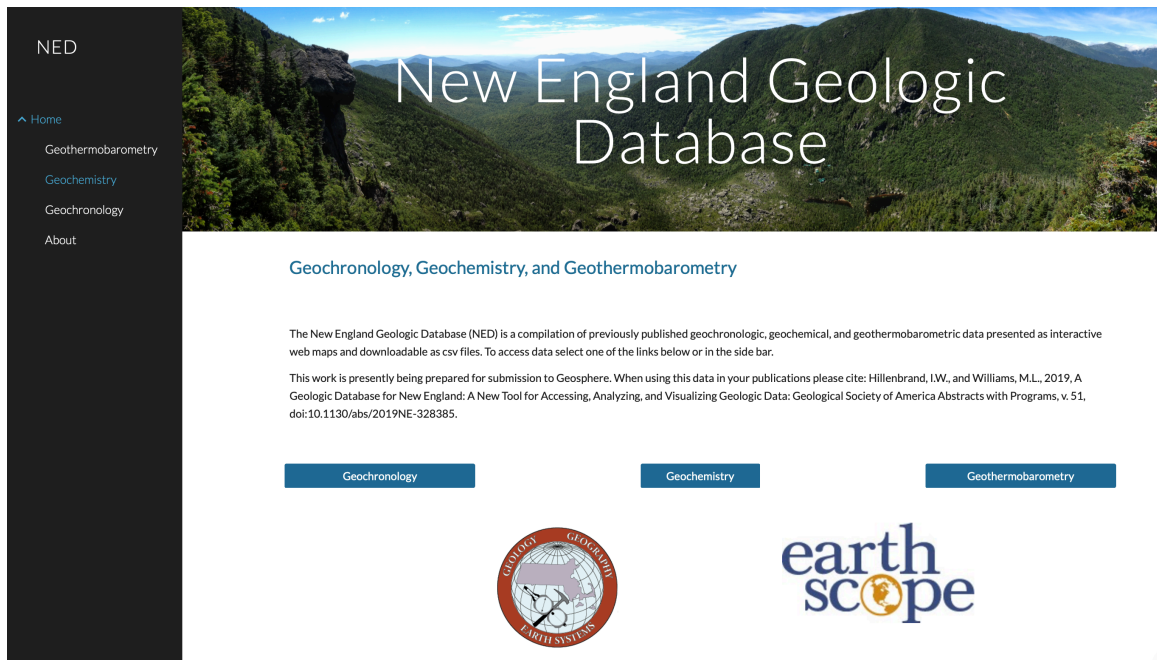 NED
Home
Geothermobarometry
Geochemistry
Geochronology
About
New England Geologic
Database
Geochronology, Geochemistry, and Geothermobarometry
The New England Geologic Database (NED) is a compilation of previously published geochronologic, geochemical, and geothermobarometric data presented as interactive
web maps and downloadable as csv files. To access data select one of the links below or in the side bar.
This work is presently being prepared for submission to Geosphere. When using this data in your publications please cite: Hillenbrand, I.W., and Williams, M.L., 2019, A
Geologic Database for New England: A New Tool for Accessing, Analyzing, and Visualizing Geologic Data: Geological Society of America Abstracts with Programs, v. 51,
doi:10.1130/abs/2019NE-328385.
Geochronology
Geochemistry
Geothermobarometry
GEOLOGY GEOGRAPHY
EARTH SYSTEMS
earth
scope